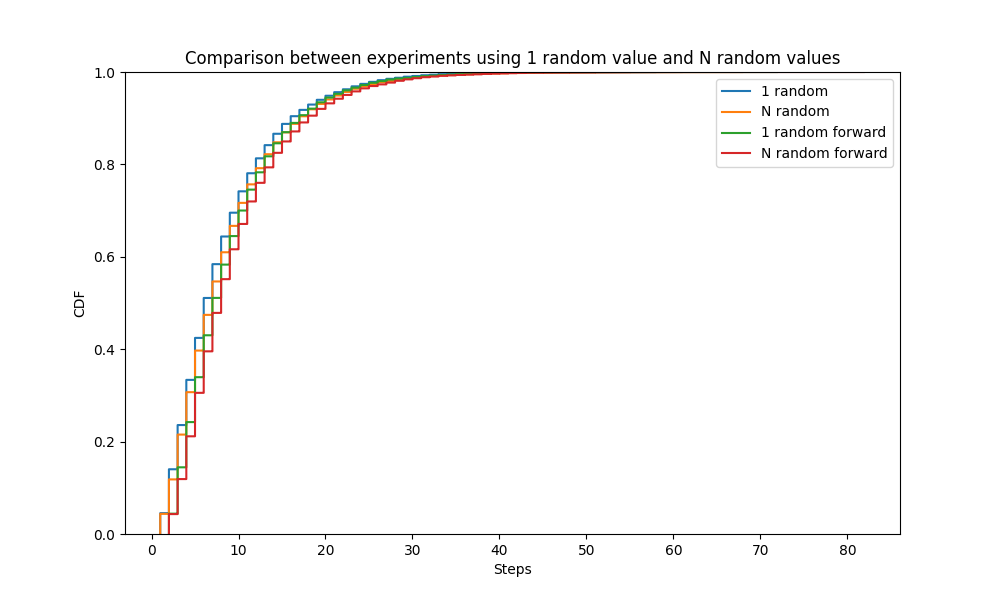 Comparison between experiments using 1 random value and N random values
1.0
0.8
0.6
0.4
0.2
0.0
CDF
1 random
N random
1 random forward
N random forward
0 10 20 30 40 50 60 70 80
Steps